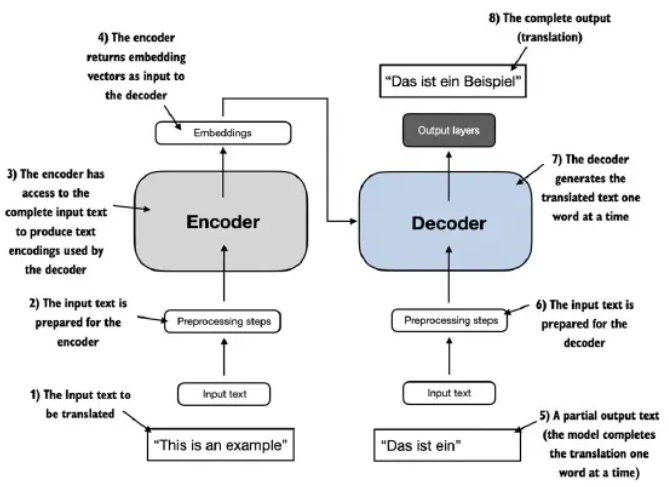 8) The complete output
(translation)
4) The encoder
returns embedding
vectors as input to
the decoder
“Das ist ein Beispiel”
Embeddings
Output layers
3) The encoder has
access to the
complete input text
to produce text
encodings used by
the decoder
Encoder
Decoder
7) The decoder
generates the
translated text one
word at a time
2) The input text is
prepared for the
encoder
Preprocessing steps
Preprocessing steps
6) The input text is
prepared for the
decoder
1) The Input text to
be translated
Input text
Input text
“This is an example”
“Das ist ein”
5) A partial output text
(the model completes
the translation one
word at a time)